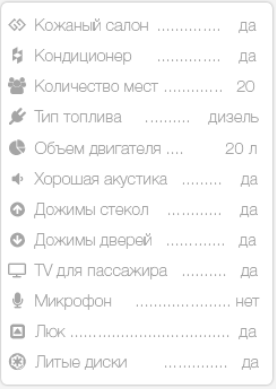 Кожаный салон .............. да
Кондиционер .............. да
Количество мест ............. 20
Тип топлива .......... дизель
Объем двигателя .... 20 л
Хорошая акустика ......... да
Дожимы стекол ............ да
Дожимы дверей ............. да
TV для пассажира .......... да
Микрофон ..................... нет
Люк ................................... да
Литые диски .............. да